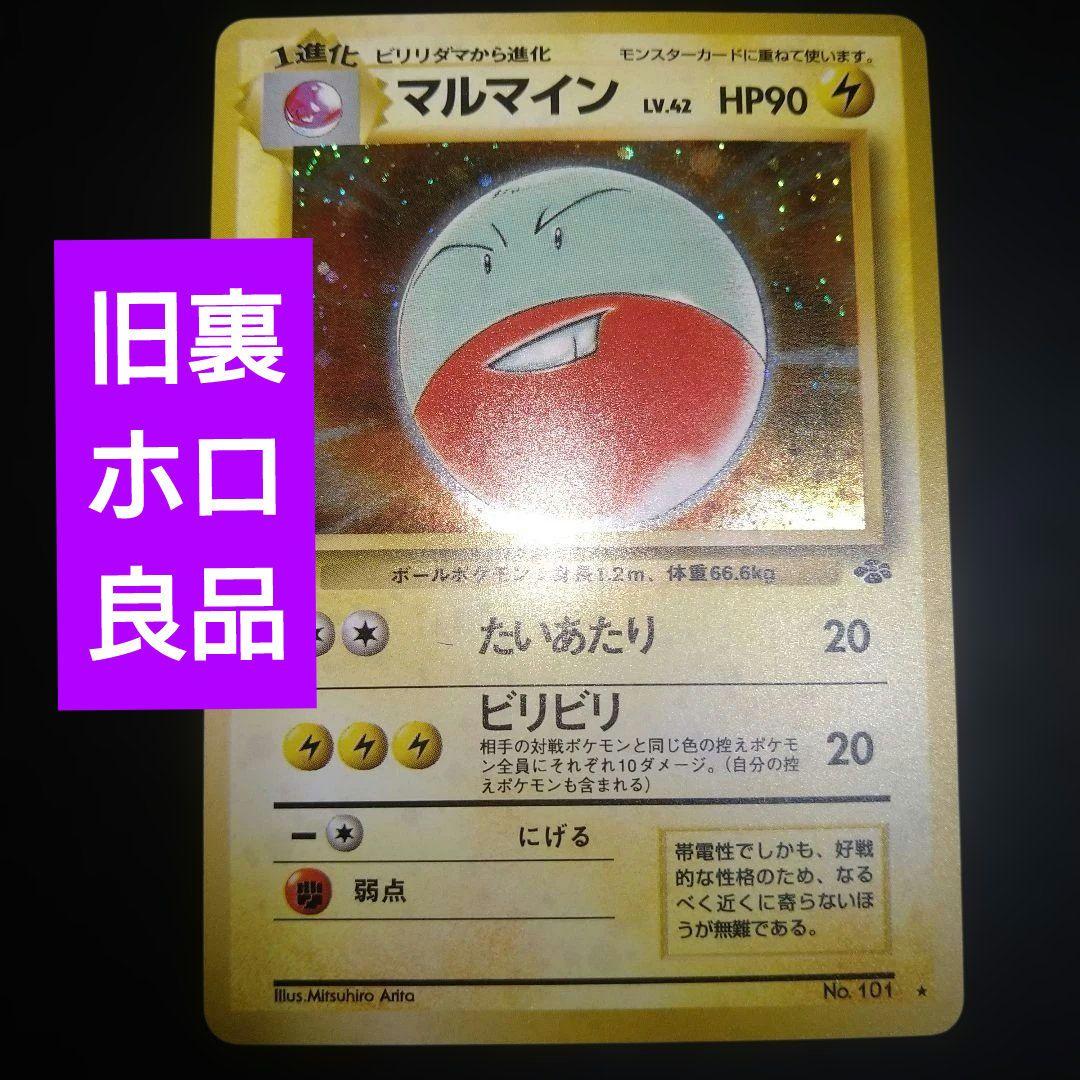 1進化 ビリリダマから進化 モンスターカードに重ねて使います。
マルマイン LV.42 HP90
旧裏
ホロ
良品
ボールポケモン 身長1.2m、体重66.6kg
たいあたり 20
ビリビリ 20
相手の対戦ポケモンと同じ色の控えポケモ
ン全員にそれぞれ10ダメージ。(自分の控
えポケモンも含まれる)
ー にげる
弱点
帯電性でしかも、好戦
的な性格のため、なる
べく近くに寄らないほ
うが無難である。
Illus.Mitsuhiro Arita No. 101 ★